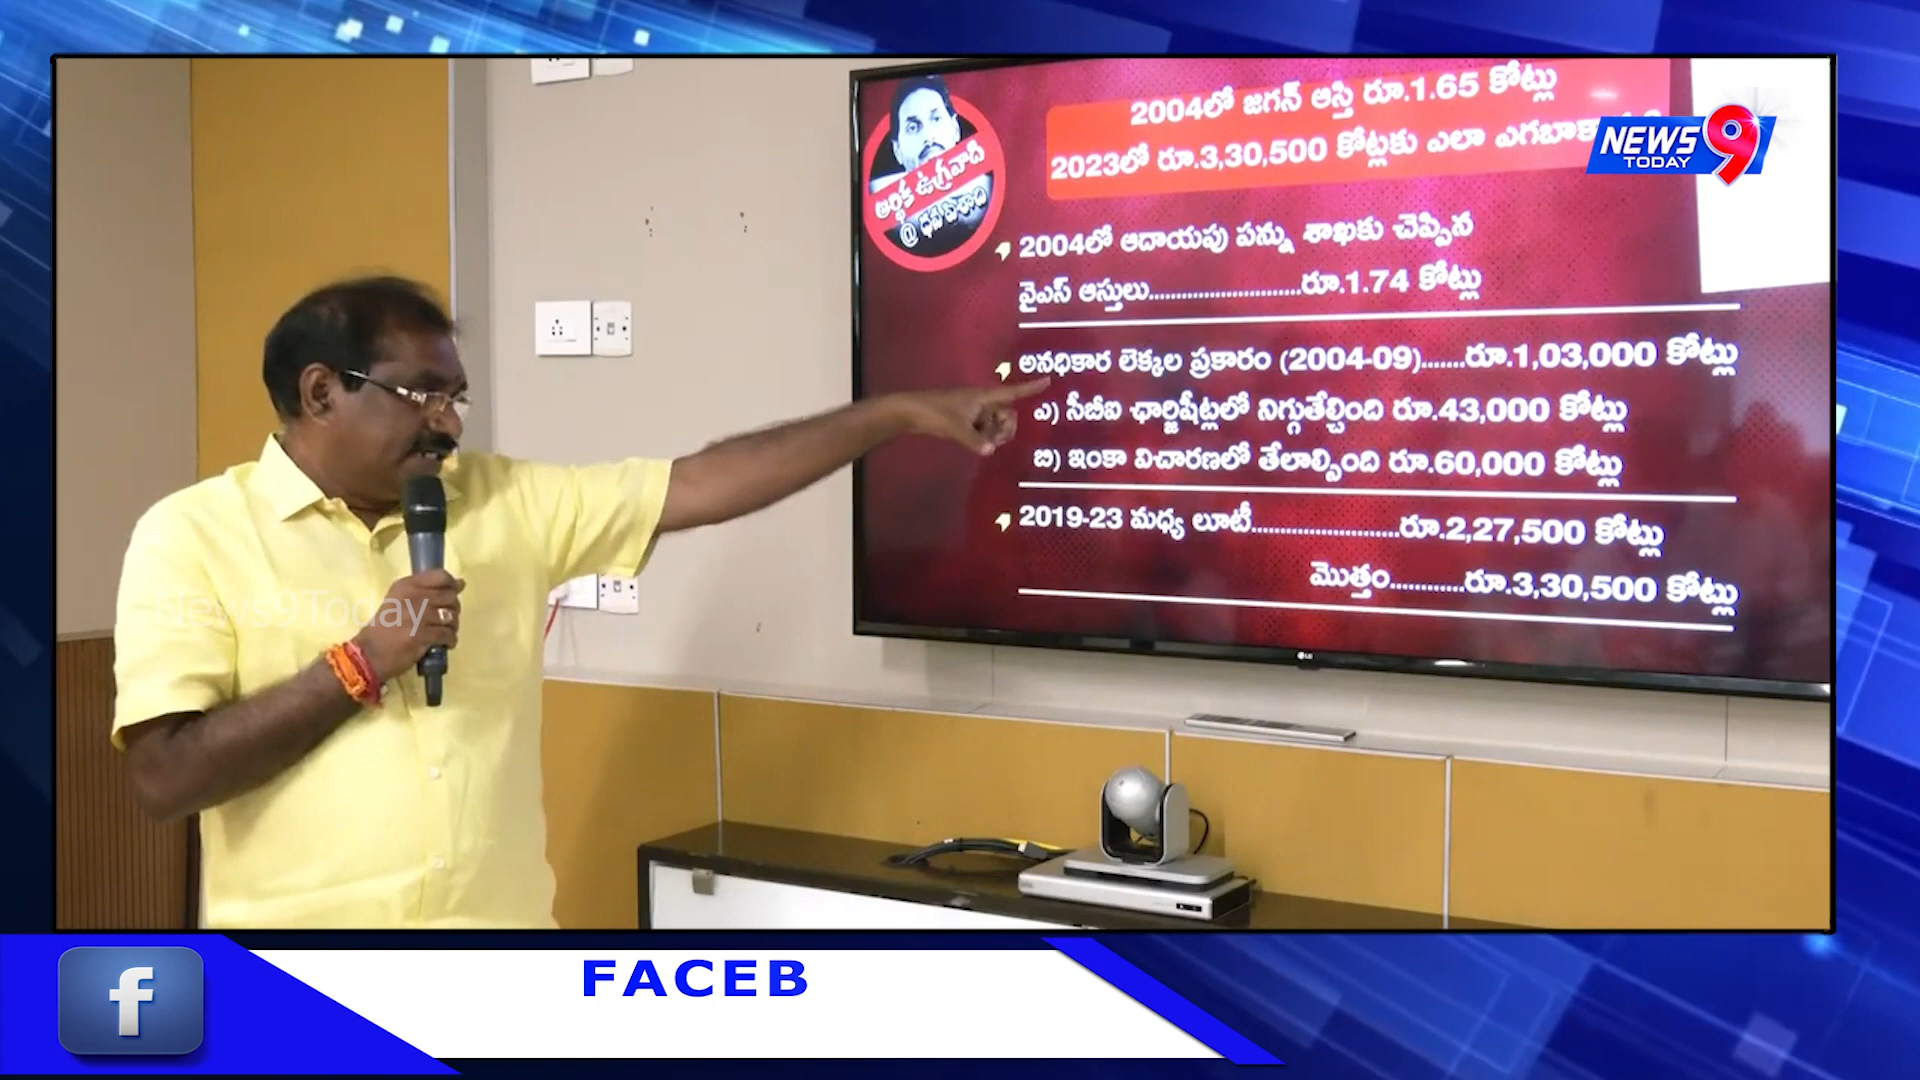 2004లో జగన్ ఆస్తి రూ.1.65 కోట్లు
2023లో రూ.3,30,500 కోట్లకు ఎలా
NEWS 9
TODAY
ఆర్థిక ఉగ్రవాది
@
2004లో ఆదాయపు పన్ను శాఖకు చెప్పిన
వైఎస్ ఆస్తులు............................రూ.1.74 కోట్లు
అనధికార లెక్కల ప్రకారం (2004-09).......రూ.1,03,000 కోట్లు
ఎ) సీబీఐ ఛార్జిషీట్లలో నిగ్గుతేల్చింది రూ.43,000 కోట్లు
బి) ఇంకా విచారణలో తేలాల్సింది రూ.60,000 కోట్లు
2019-23 మధ్య లూటీ........................రూ.2,27,500 కోట్లు
మొత్తం............రూ.3,30,500 కోట్లు
News9Today
LG
f
FACEB